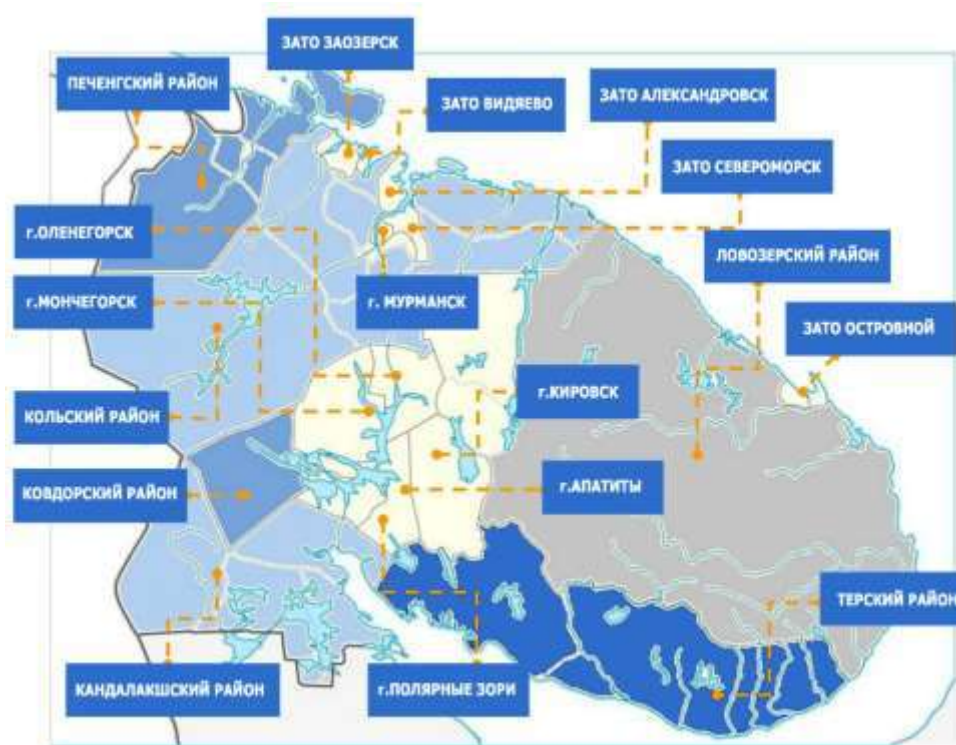 ЗАТО ЗАОЗЕРСК
ПЕЧЕНГСКИЙ РАЙОН
ЗАТО ВИДЯЕВО
ЗАТО АЛЕКСАНДРОВСК
ЗАТО СЕВЕРОМОРСК
г.ОЛЕНЕГОРСК
ЛОВОЗЕРСКИЙ РАЙОН
г.МОНЧЕГОРСК
г. МУРМАНСК
ЗАТО ОСТРОВНОЙ
КОЛЬСКИЙ РАЙОН
г.КИРОВСК
КОВДОРСКИЙ РАЙОН
г.АПАТИТЫ
ТЕРСКИЙ РАЙОН
КАНДАЛАКШСКИЙ РАЙОН
г.ПОЛЯРНЫЕ ЗОРИ